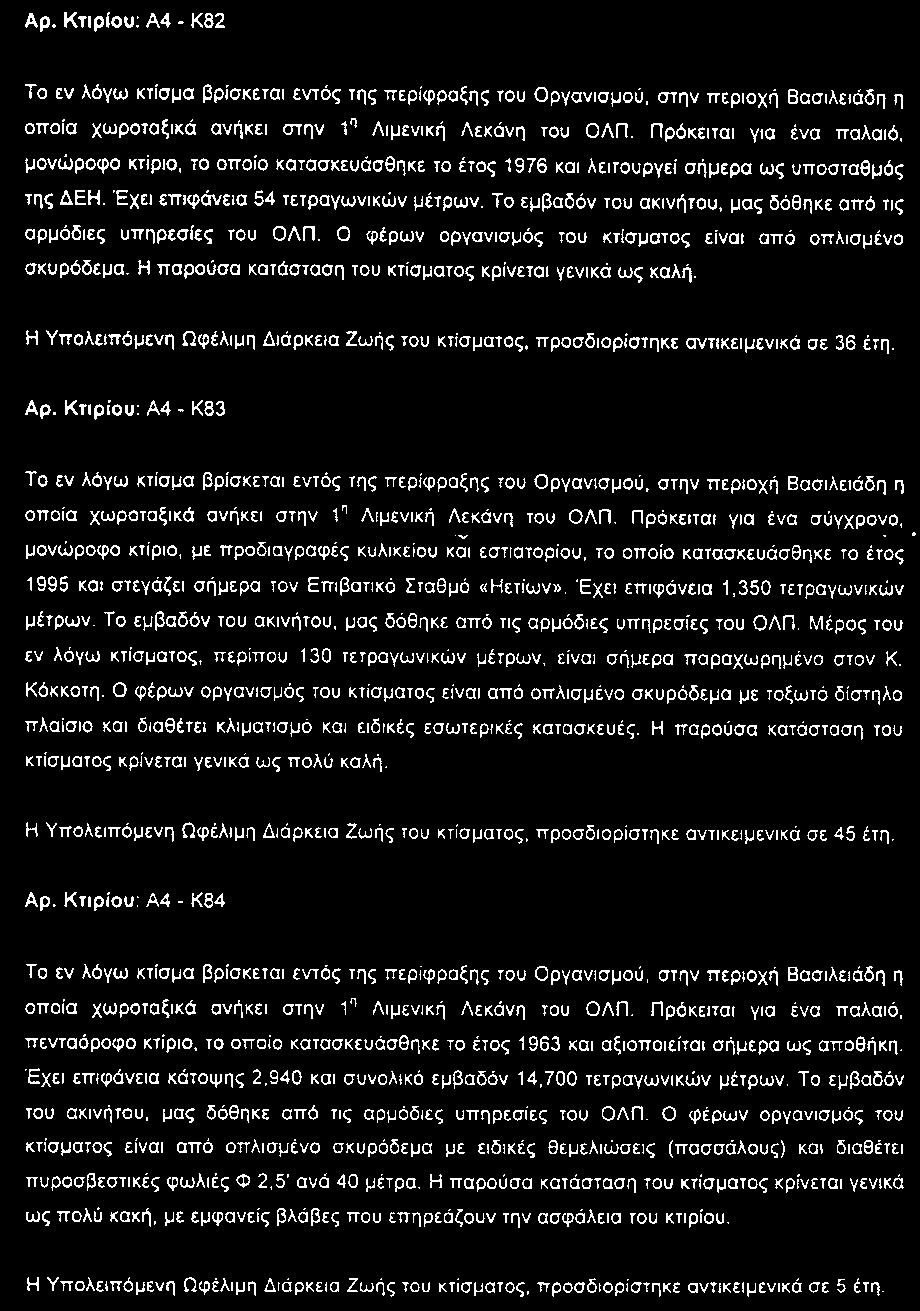 Αρ. Κτιρίου: Α4 - Κ82
Το εν λόγω κτίσμα βρίσκεται εντός της περίφραξης του Οργανισμού, στην περιοχή Βασιλειάδη η
οποία χωροταξικά ανήκει στην 1η Λιμενική Λεκάνη του ΟΛΠ. Πρόκειται για ένα παλαιό,
μονώροφο κτίριο, το οποίο κατασκευάσθηκε το έτος 1976 και λειτουργεί σήμερα ως υποσταθμός
της ΔΕΗ. Έχει επιφάνεια 54 τετραγωνικών μέτρων. Το εμβαδόν του ακινήτου, μας δόθηκε από τις
αρμόδιες υπηρεσίες του ΟΛΠ. Ο φέρων οργανισμός του κτίσματος είναι από οπλισμένο
σκυρόδεμα. Η παρούσα κατάσταση του κτίσματος κρίνεται γενικά ως καλή.
Η Υπολειπόμενη Ωφέλιμη Διάρκεια Ζωής του κτίσματος, προσδιορίστηκε αντικειμενικά σε 36 έτη.
Αρ. Κτιρίου: Α4 - Κ83
Το εν λόγω κτίσμα βρίσκεται εντός της περίφραξης του Οργανισμού, στην περιοχή Βασιλειάδη η
οποία χωροταξικά ανήκει στην 1η Λιμενική Λεκάνη του ΟΛΠ. Πρόκειται για ένα σύγχρονο,
μονώροφο κτίριο, με προδιαγραφές κυλικείου και εστιατορίου, το οποίο κατασκευάσθηκε το έτος
1995 και στεγάζει σήμερα τον Επιβατικό Σταθμό «Ηετίων». Έχει επιφάνεια 1,350 τετραγωνικών
μέτρων. Το εμβαδόν του ακινήτου, μας δόθηκε από τις αρμόδιες υπηρεσίες του ΟΛΠ. Μέρος του
εν λόγω κτίσματος, περίπου 130 τετραγωνικών μέτρων, είναι σήμερα παραχωρημένο στον Κ.
Κόκκοτη. Ο φέρων οργανισμός του κτίσματος είναι από οπλισμένο σκυρόδεμα με τοξωτό δίστηλο
πλαίσιο και διαθέτει κλιματισμό και ειδικές εσωτερικές κατασκευές. Η παρούσα κατάσταση του
κτίσματος κρίνεται γενικά ως πολύ καλή.
Η Υπολειπόμενη Ωφέλιμη Διάρκεια Ζωής του κτίσματος, προσδιορίστηκε αντικειμενικά σε 45 έτη.
Αρ. Κτιρίου: Α4 - Κ84
Το εν λόγω κτίσμα βρίσκεται εντός της περίφραξης του Οργανισμού, στην περιοχή Βασιλειάδη η
οποία χωροταξικά ανήκει στην 1η Λιμενική Λεκάνη του ΟΛΠ. Πρόκειται για ένα παλαιό,
πενταόροφο κτίριο, το οποίο κατασκευάσθηκε το έτος 1963 και αξιοποιείται σήμερα ως αποθήκη.
Έχει επιφάνεια κάτοψης 2,940 και συνολικό εμβαδόν 14,700 τετραγωνικών μέτρων. Το εμβαδόν
του ακινήτου, μας δόθηκε από τις αρμόδιες υπηρεσίες του ΟΛΠ. Ο φέρων οργανισμός του
κτίσματος είναι από οπλισμένο σκυρόδεμα με ειδικές θεμελιώσεις (πασσάλους) και διαθέτει
πυροσβεστικές φωλιές Φ 2,5' ανά 40 μέτρα. Η παρούσα κατάσταση του κτίσματος κρίνεται γενικά
ως πολύ κακή, με εμφανείς βλάβες που επηρεάζουν την ασφάλεια του κτιρίου.
Η Υπολειπόμενη Ωφέλιμη Διάρκεια Ζωής του κτίσματος, προσδιορίστηκε αντικειμενικά σε 5 έτη.